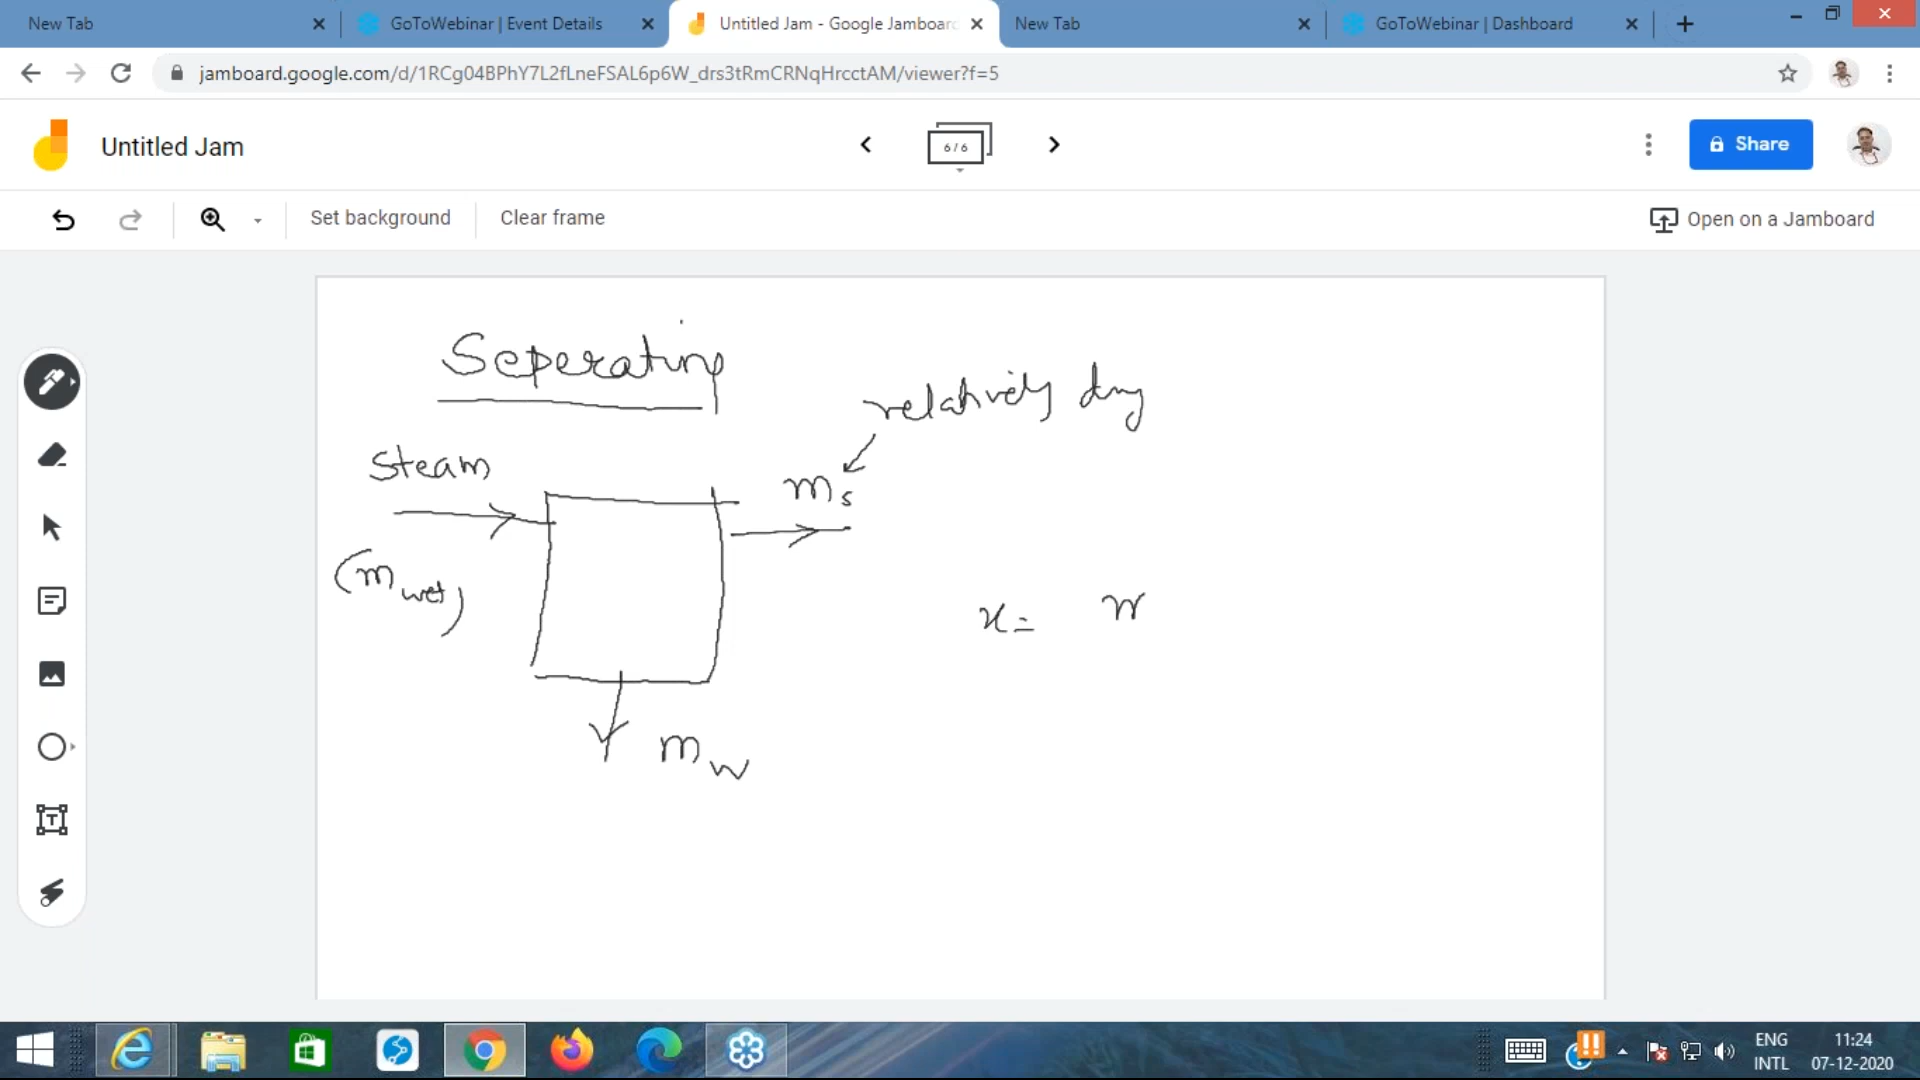 New Tab
GoToWebinar | Event Details
Untitled Jam - Google Jamboard
New Tab
GoToWebinar | Dashboard
jamboard.google.com/d/1RCg04BPhY7L2fLneFSAL6p6W_drs3tRmCRNqHrcctAM/viewer?f=5
Untitled Jam
6 / 6
Share
Set background
Clear frame
Open on a Jamboard
Seperating
relatively dry
steam
ms
(m wet)
x= m
mw
ENG
INTL
11:24
07-12-2020